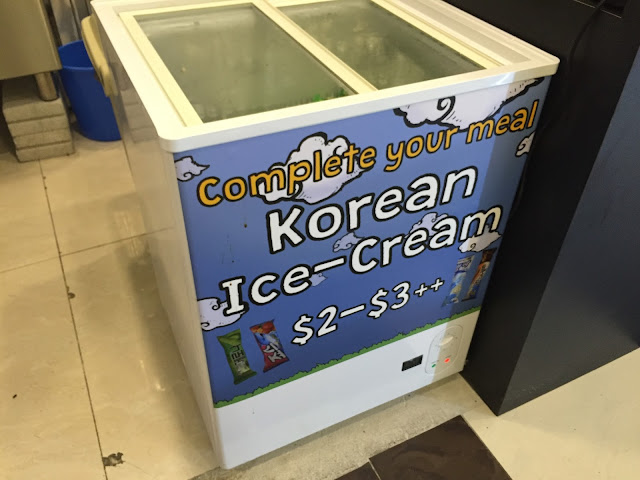 Complete your meal
Korean
Ice-Cream
$2-$3++